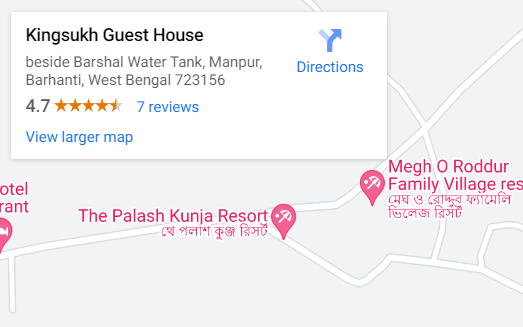 Kingsukh Guest House
beside Barshal Water Tank, Manpur,
Barhanti, West Bengal 723156
4.7 7 reviews
View larger map
Directions
Megh O Roddur
Family Village res
মেঘ ও রোদ্দুর ফ্যামেলি
ভিলেজ রিসর্ট
The Palash Kunja Resort
থে পলাশ কুঞ্জ রিসর্ট
otel
rant